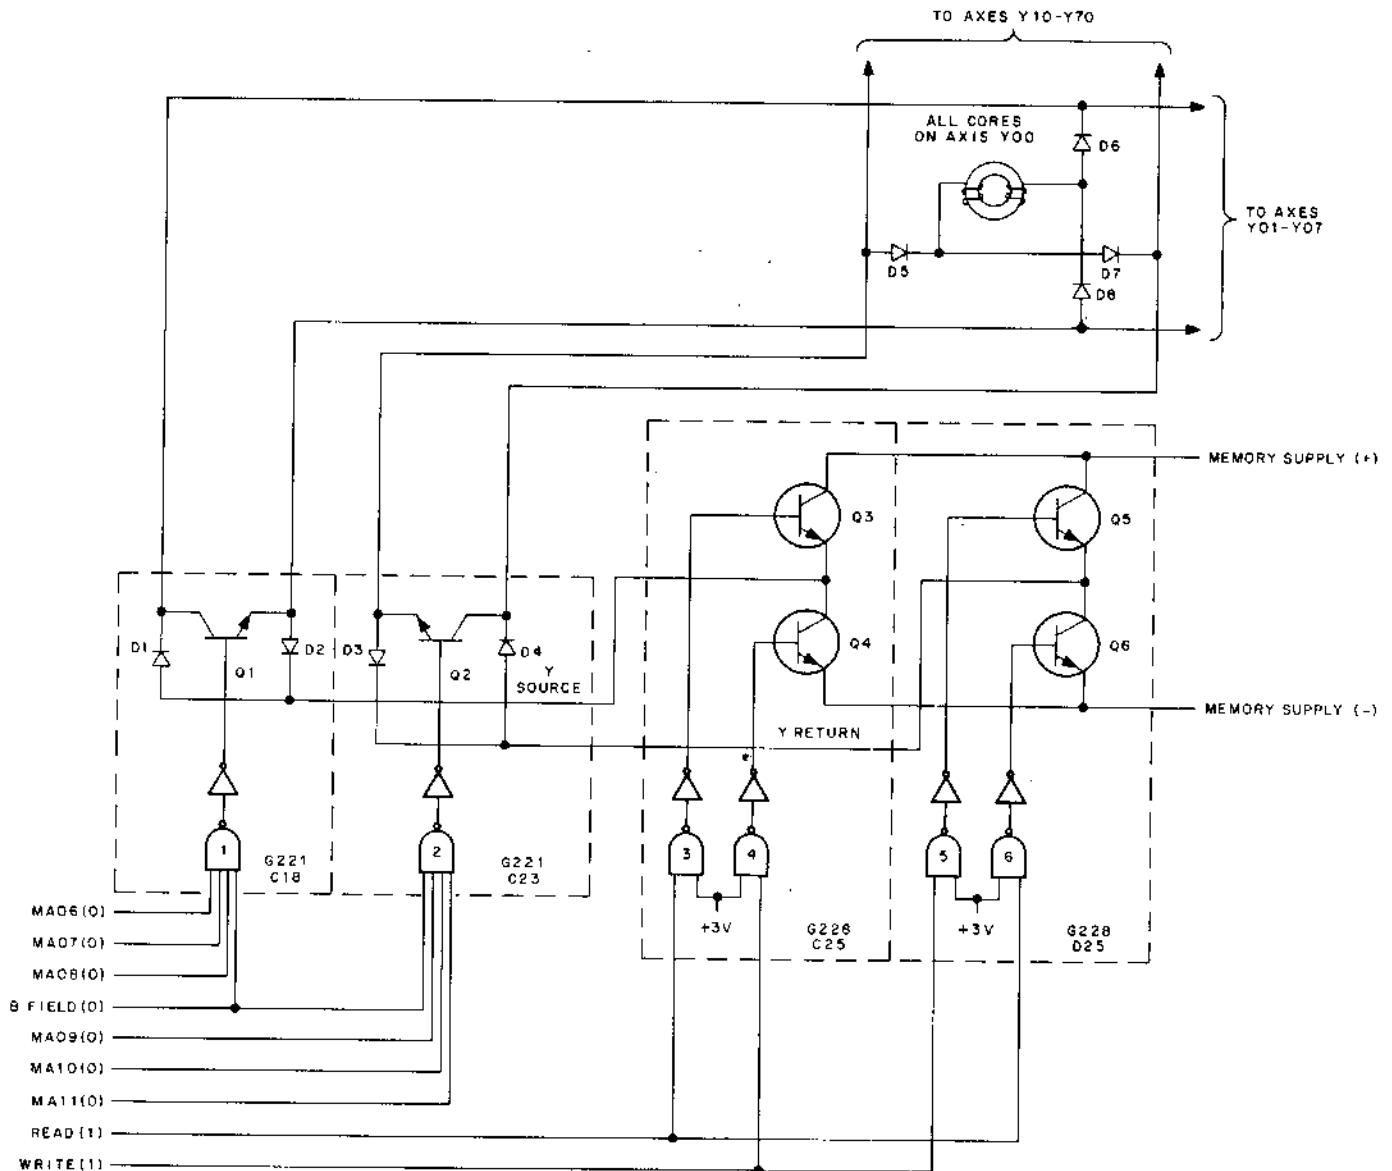 TO AXES Y10-Y70
ALL CORES
ON AXIS Y00
D6
TO AXES
Y01-Y07
D5
D7
D8
MEMORY SUPPLY (+)
Q3
Q5
D1
D2
D3
D4
Q1
Q2
Y
SOURCE
Q4
Q6
MEMORY SUPPLY (-)
Y RETURN
1
2
3
4
5
6
G221
C18
G221
C23
+3V
G226
C25
+3V
G228
D25
MA06(0)
MA07(0)
MA08(0)
B FIELD(0)
MA09(0)
MA10(0)
MA11(0)
READ(1)
WRITE(1)